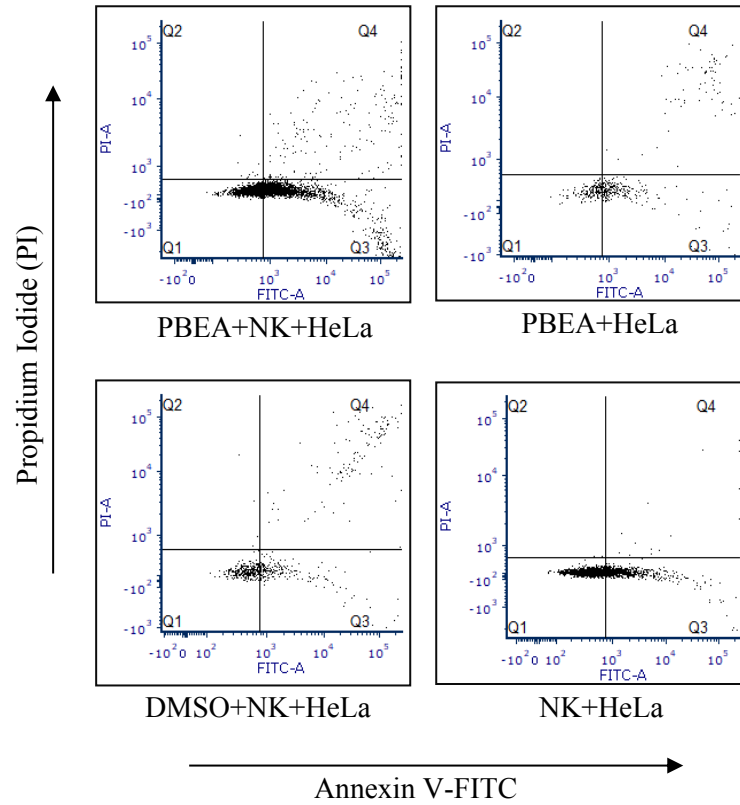 Propidium Iodide (PI)
Q2 Q4
10^5
10^4
PI-A
10^3
-10^2
-10^3
Q1 Q3
-10^2 0 10^3 10^4 10^5
FITC-A
PBEA+NK+HeLa
Q2 Q4
10^5
10^4
PI-A
10^3
-10^2
-10^3
Q1 Q3
-10^2 0 10^3 10^4 10^5
FITC-A
PBEA+HeLa
Q2 Q4
10^5
10^4
PI-A
10^3
-10^2
-10^3
Q1 Q3
-10^2 0 10^2 10^3 10^4 10^5
FITC-A
DMSO+NK+HeLa
Q2 Q4
10^5
10^4
PI-A
10^3
-10^2
-10^3
Q1 Q3
-10^2 0 10^2 10^3 10^4 10^5
FITC-A
NK+HeLa
Annexin V-FITC